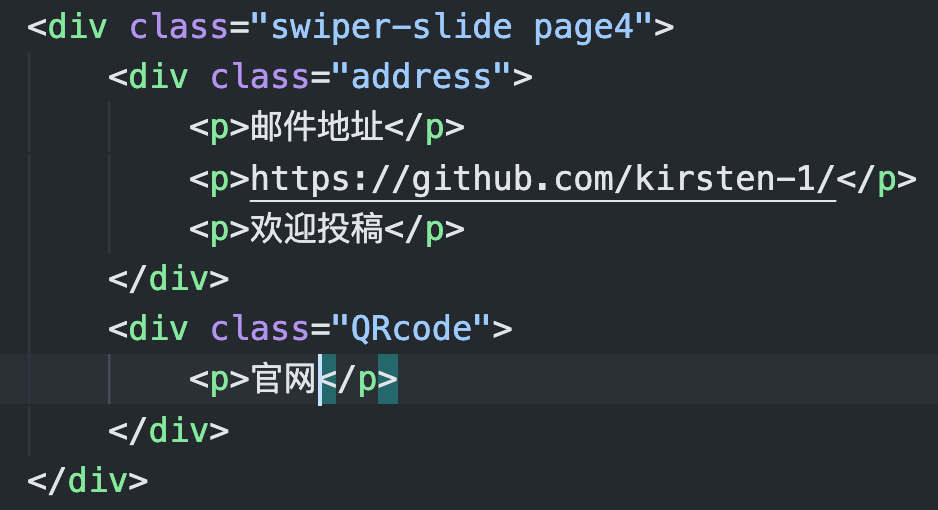 <div class="swiper-slide page4">
<div class="address">
<p>邮件地址</p>
<p>https://github.com/kirsten-1/</p>
<p>欢迎投稿</p>
</div>
<div class="QRcode">
<p>官网</p>
</div>
</div>